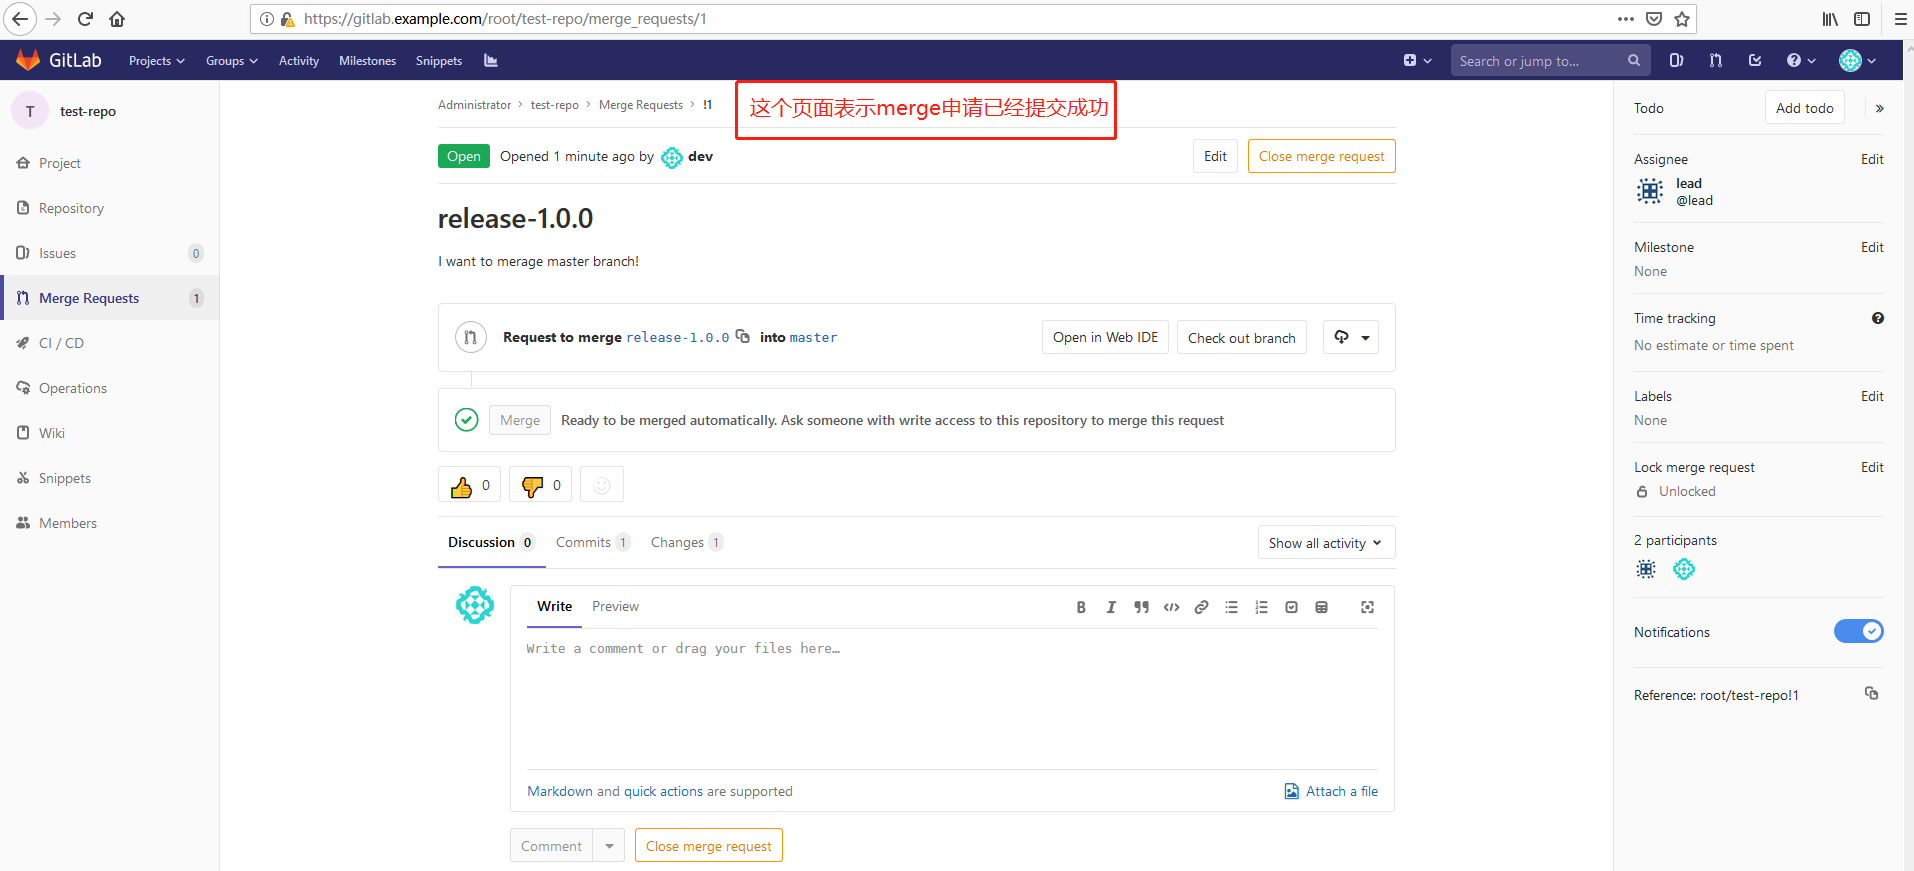 https://gitlab.example.com/root/test-repo/merge_requests/1
GitLab Projects Groups Activity Milestones Snippets Search or jump to...
T test-repo
Project
Repository
Issues 0
Merge Requests 1
CI / CD
Operations
Wiki
Snippets
Members
Administrator > test-repo > Merge Requests > !1
这个页面表示merge申请已经提交成功
Open Opened 1 minute ago by dev Edit Close merge request
release-1.0.0
I want to merage master branch!
Request to merge release-1.0.0 into master Open in Web IDE Check out branch
Merge Ready to be merged automatically. Ask someone with write access to this repository to merge this request
0 0
Discussion 0 Commits 1 Changes 1 Show all activity
Write Preview
Write a comment or drag your files here…
Markdown and quick actions are supported Attach a file
Comment Close merge request
Todo Add todo »
Assignee Edit
lead
@lead
Milestone Edit
None
Time tracking
No estimate or time spent
Labels Edit
None
Lock merge request Edit
Unlocked
2 participants
Notifications
Reference: root/test-repo!1